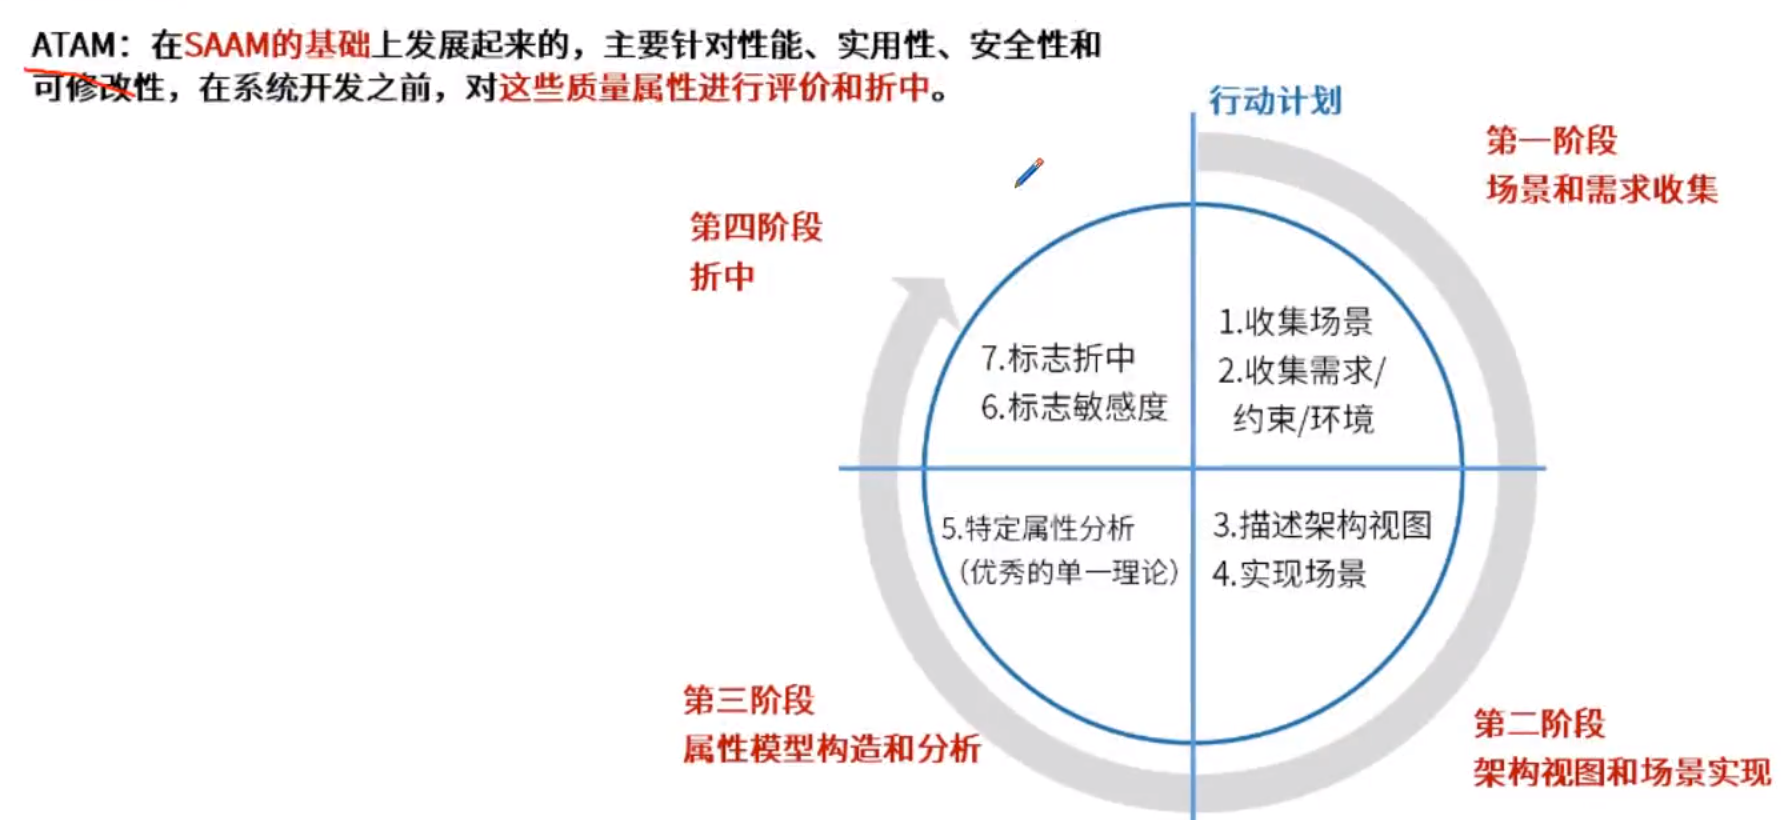 ATAM：在SAAM的基础上发展起来的，主要针对性能、实用性、安全性和
可修改性，在系统开发之前，对这些质量属性进行评价和折中。
行动计划
第一阶段
场景和需求收集
第四阶段
折中
1.收集场景
2.收集需求/
约束/环境
7.标志折中
6.标志敏感度
5.特定属性分析
（优秀的单一理论）
3.描述架构视图
4.实现场景
第三阶段
属性模型构造和分析
第二阶段
架构视图和场景实现